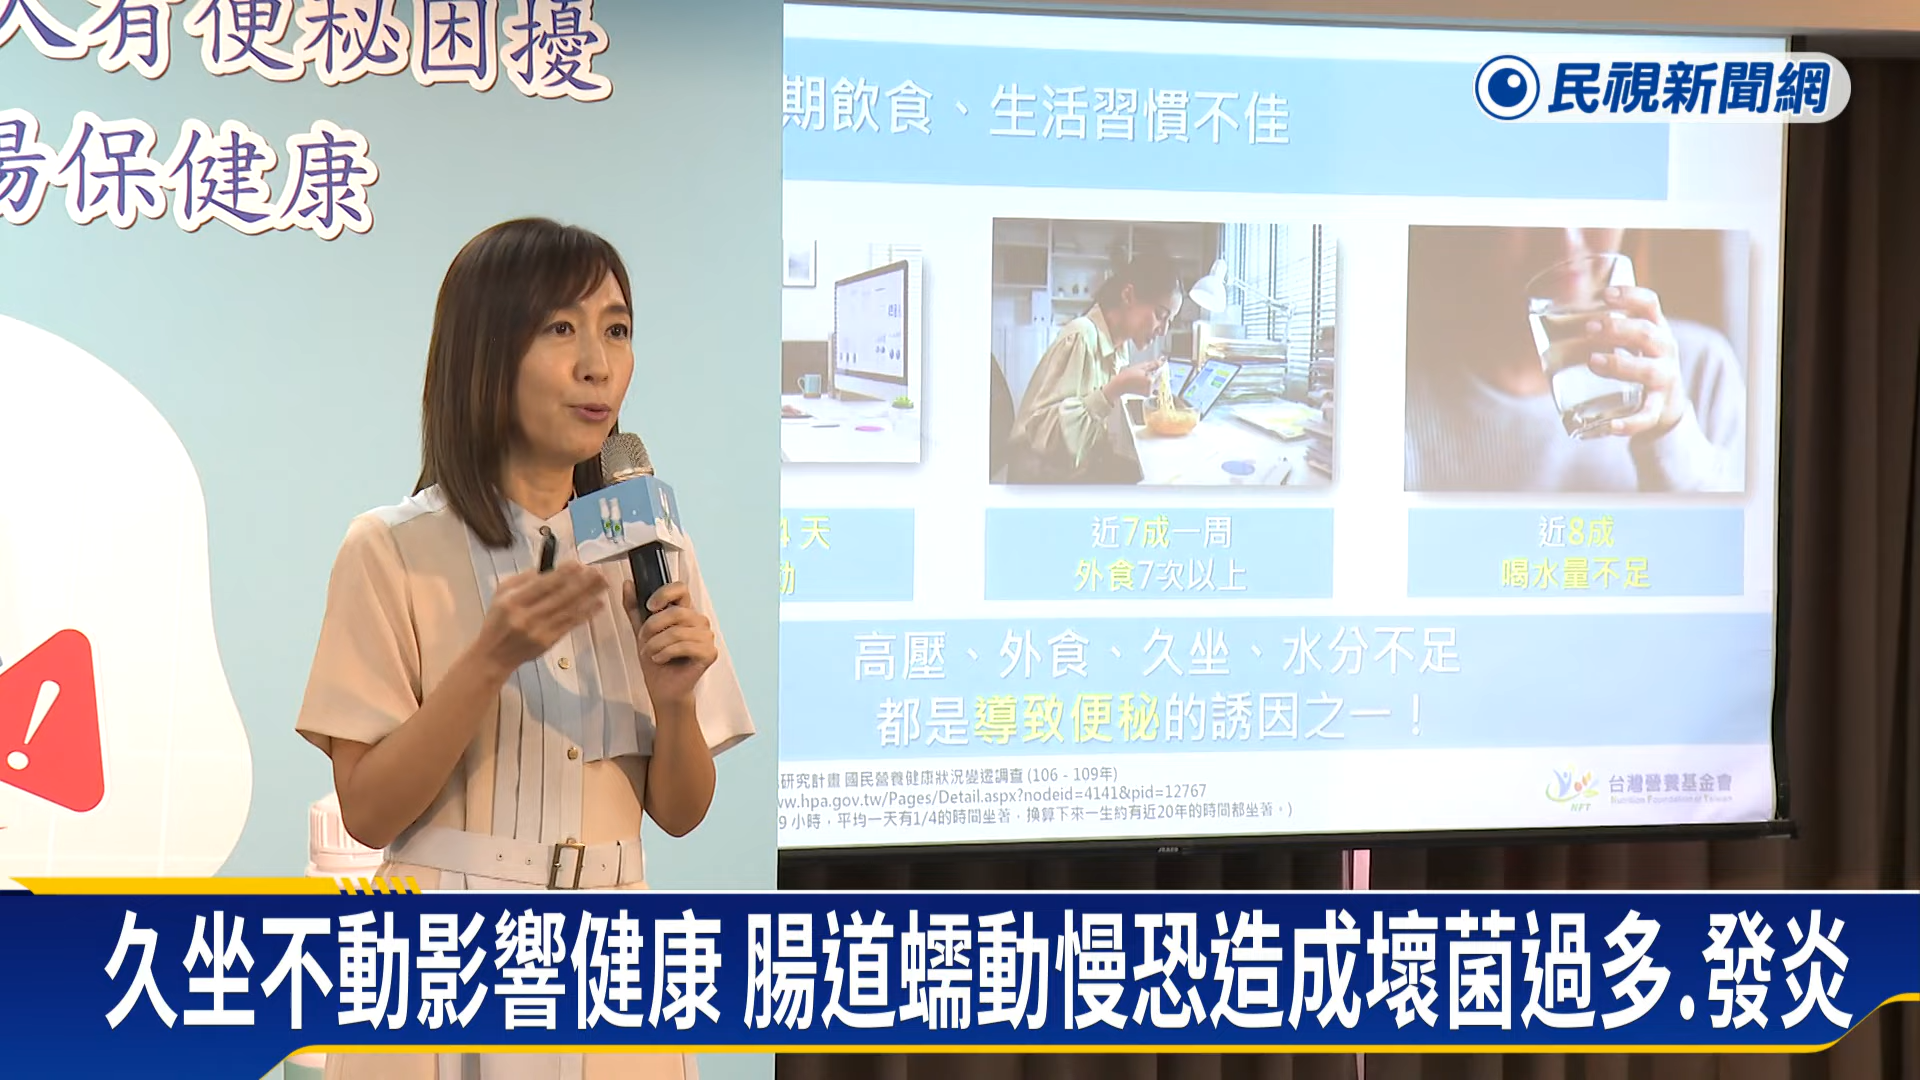 人有便秘困擾
腸保健康
民視新聞網
期飲食、生活習慣不佳
4 天
動
近7成一周
外食7次以上
近8成
喝水量不足
高壓、外食、久坐、水分不足
都是導致便秘的誘因之一！
研究計畫 國民營養健康狀況變遷調查 (106 - 109年)
ww.hpa.gov.tw/Pages/Detail.aspx?nodeid=4141&pid=12767
9 小時，平均一天有1/4的時間坐著，換算下來一生約有近20年的時間都坐著。)
NFT
台灣營養基金會
Nutrition Foundation of Taiwan
久坐不動影響健康 腸道蠕動慢恐造成壞菌過多.發炎